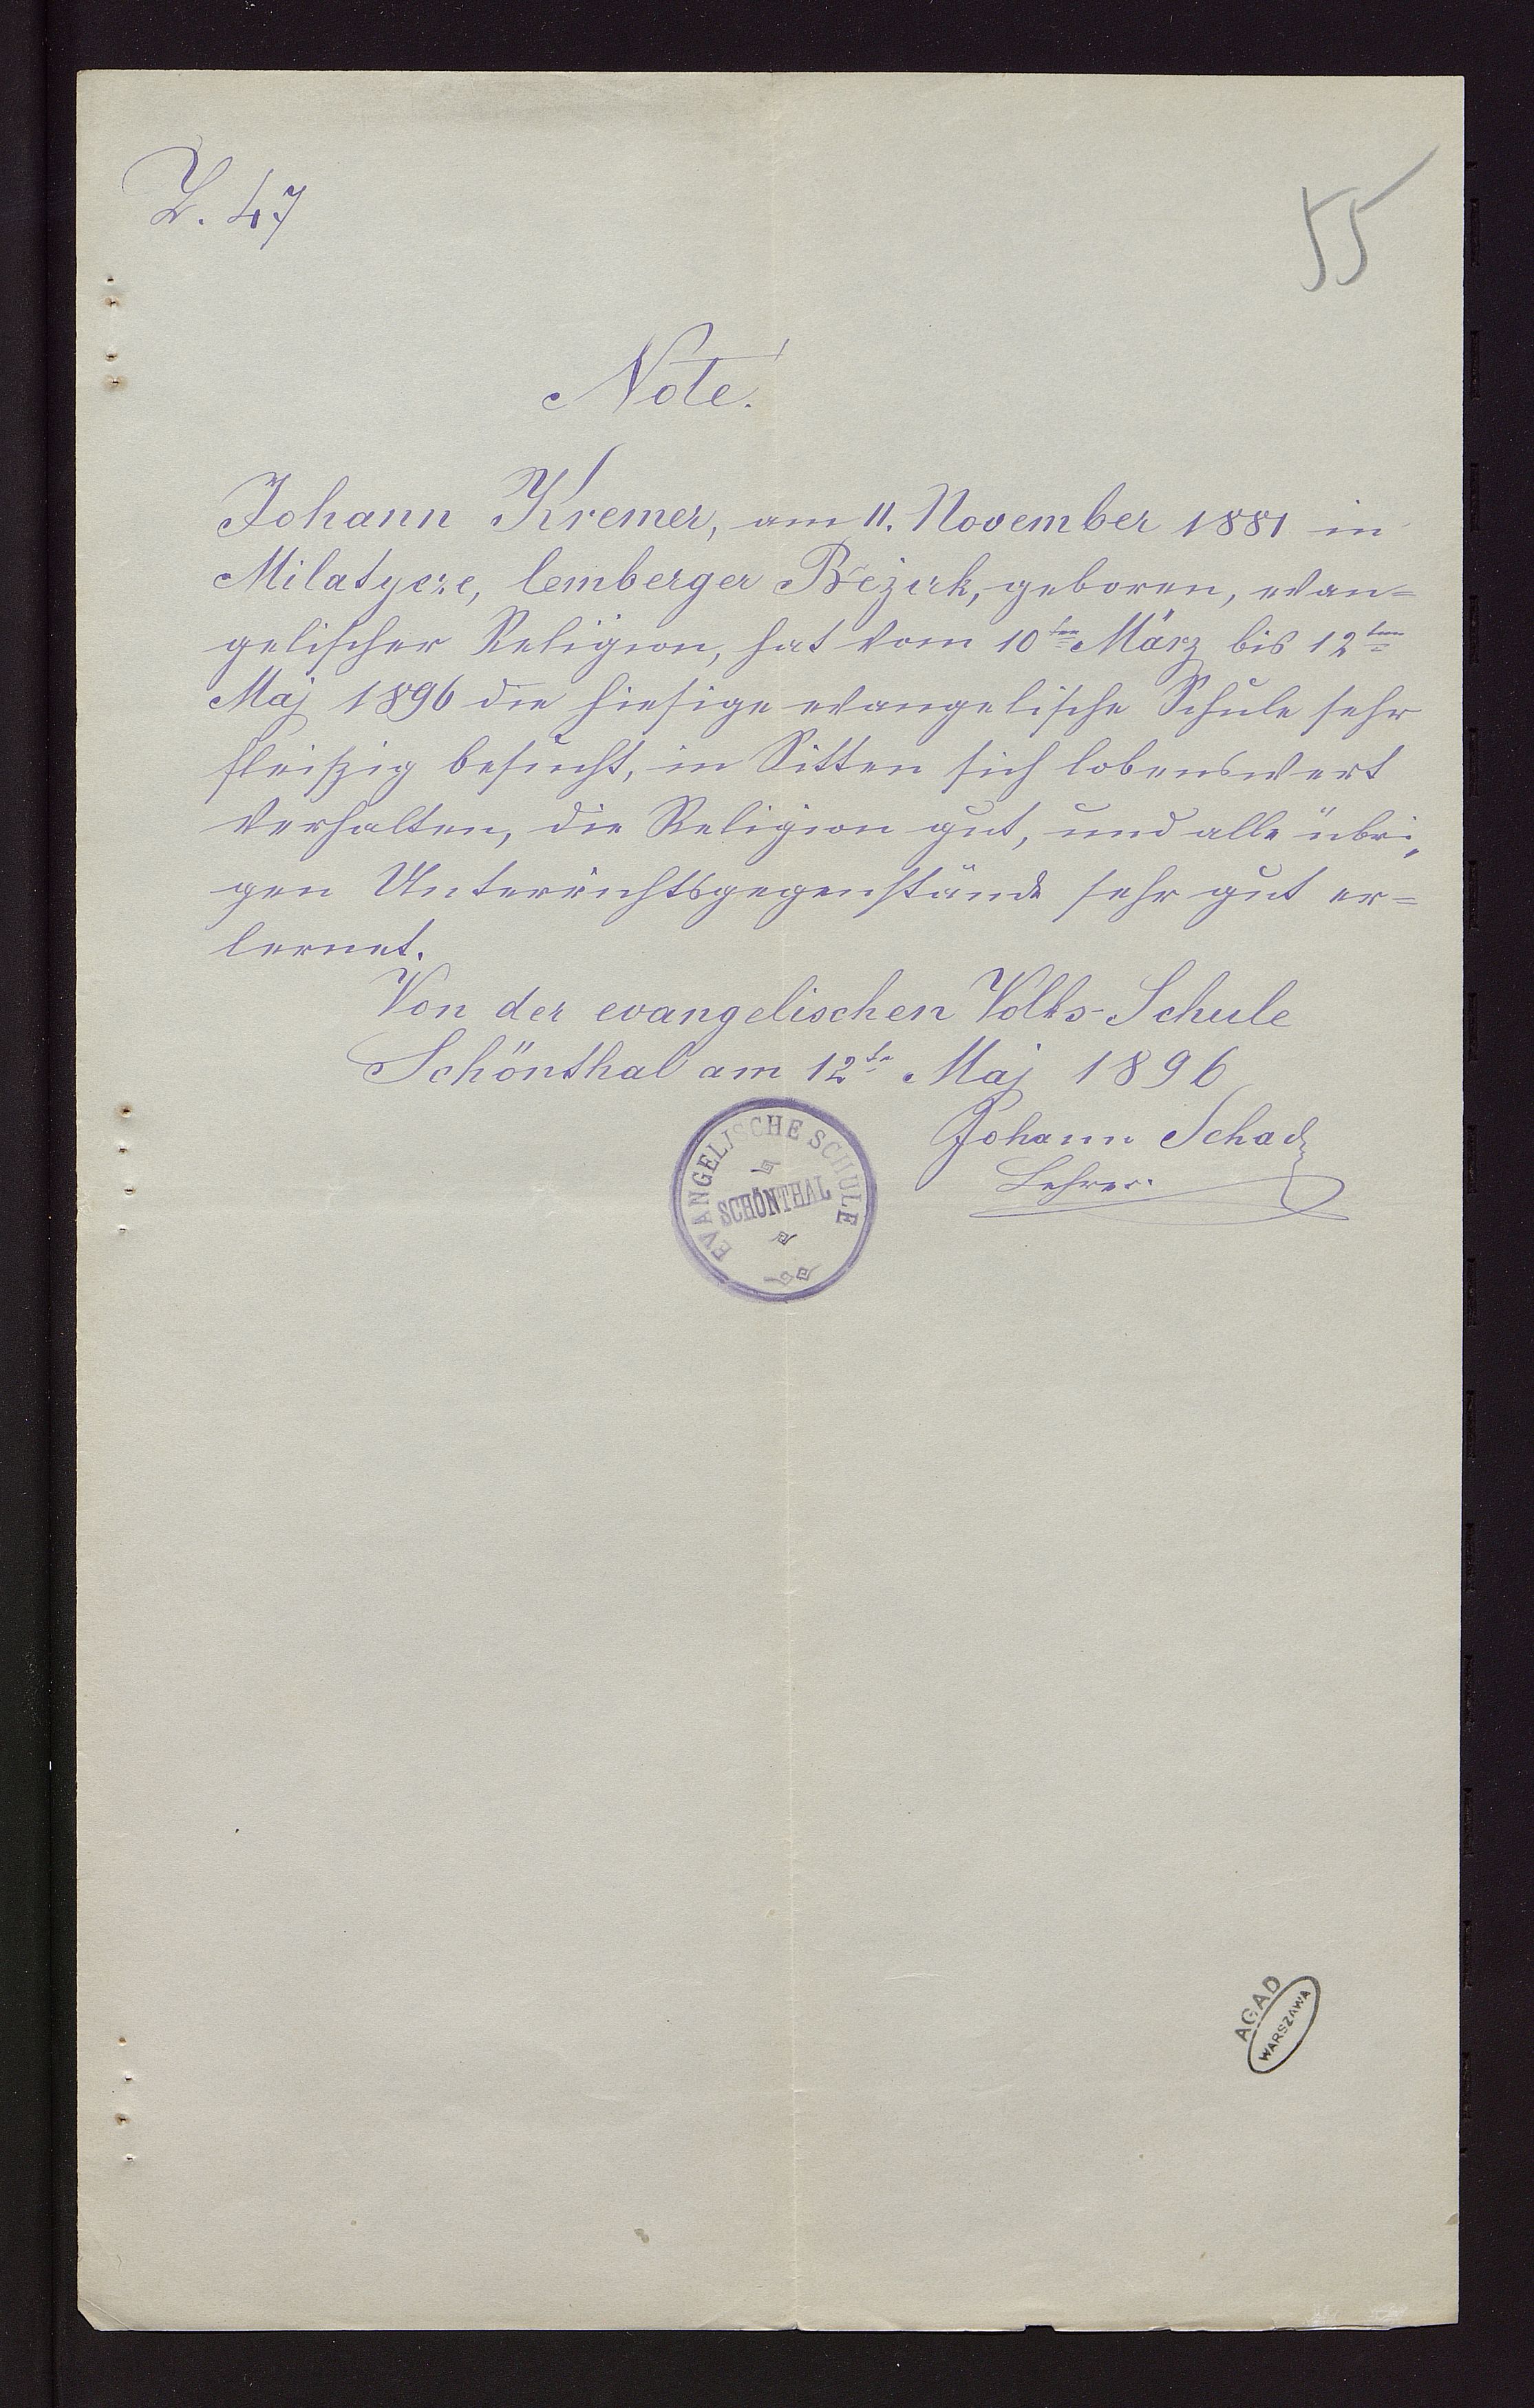 Z. 47
55
Note.
Johann Kremer, am 11. November 1881 in
Milatycze, lemberger Bezirk, geboren, evan=
gelischer Religion, hat vom 10ten März bis 12ten
Maj 1896 die hiesige evangelische Schule sehr
fleißig besucht, in Sitten sich lobenswert
verhalten, die Religion gut, und alle übri„
gen Unterrichtsgegenstände sehr gut er=
lernet.
Von der evangelischen Volks-Schule
Schönthal am 12te Maj 1896
Johann Schad
Lehrer.
EVANGELISCHE SCHULE
SCHÖNTHAL
AGAD
WARSZAWA